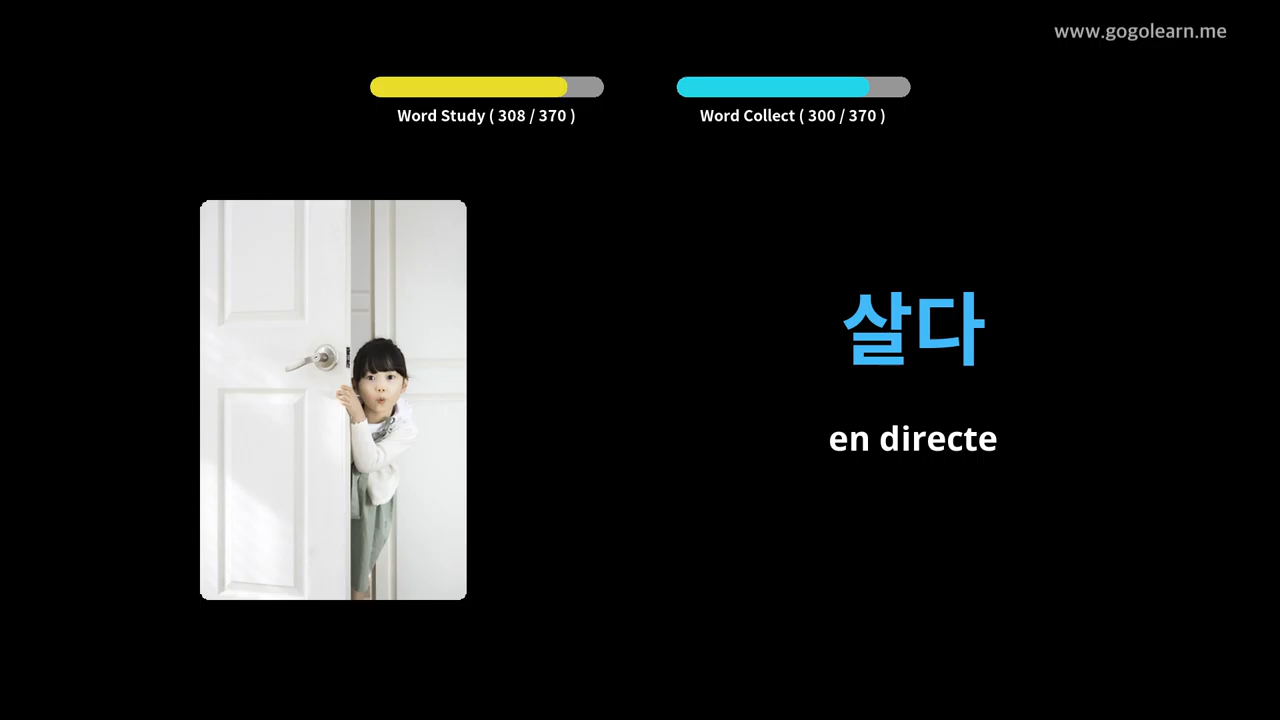 www.gogolearn.me
Word Study ( 308 / 370 )
Word Collect ( 300 / 370 )
살다
en directe